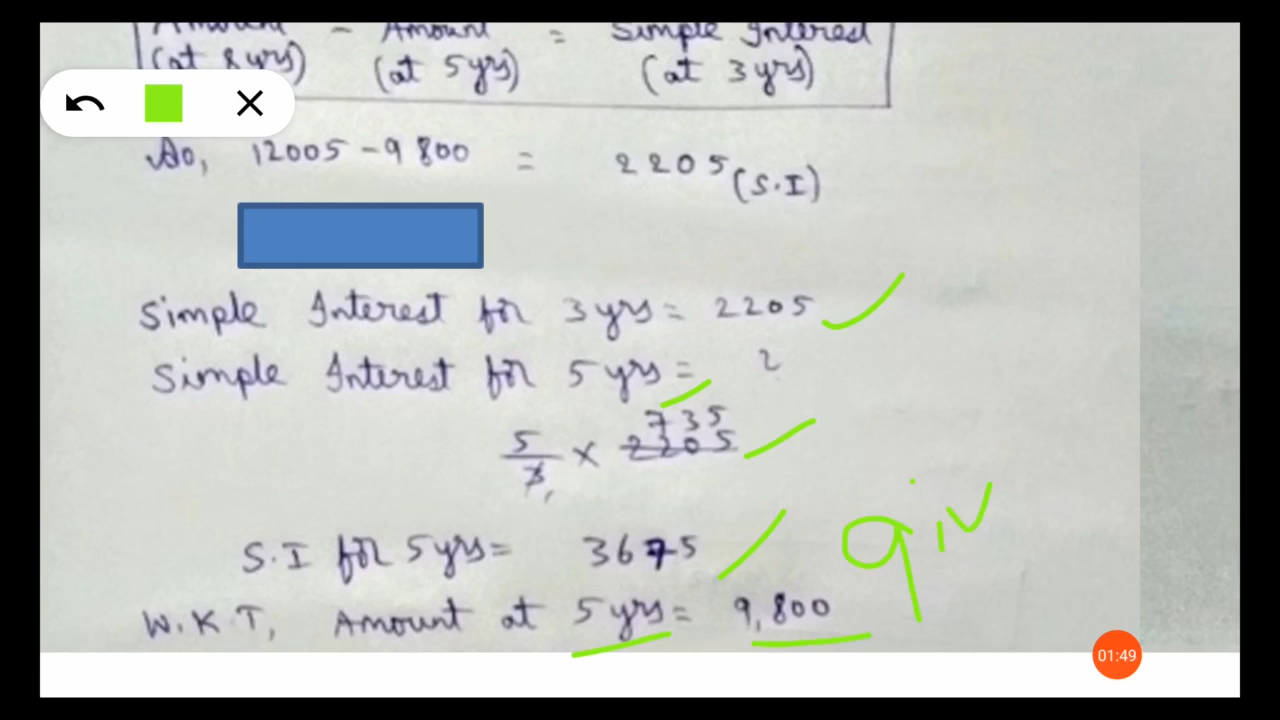 Amount - Amount = Simple Interest
(at 8 yrs) (at 5 yrs) (at 3 yrs)
So, 12005 - 9800 = 2205 (S.I)
Simple Interest for 3 yrs = 2205
Simple Interest for 5 yrs = 2
735
5/3 × 2205
1
S.I for 5 yrs = 3675
giv
W.K.T, Amount at 5 yrs = 9,800
01:49